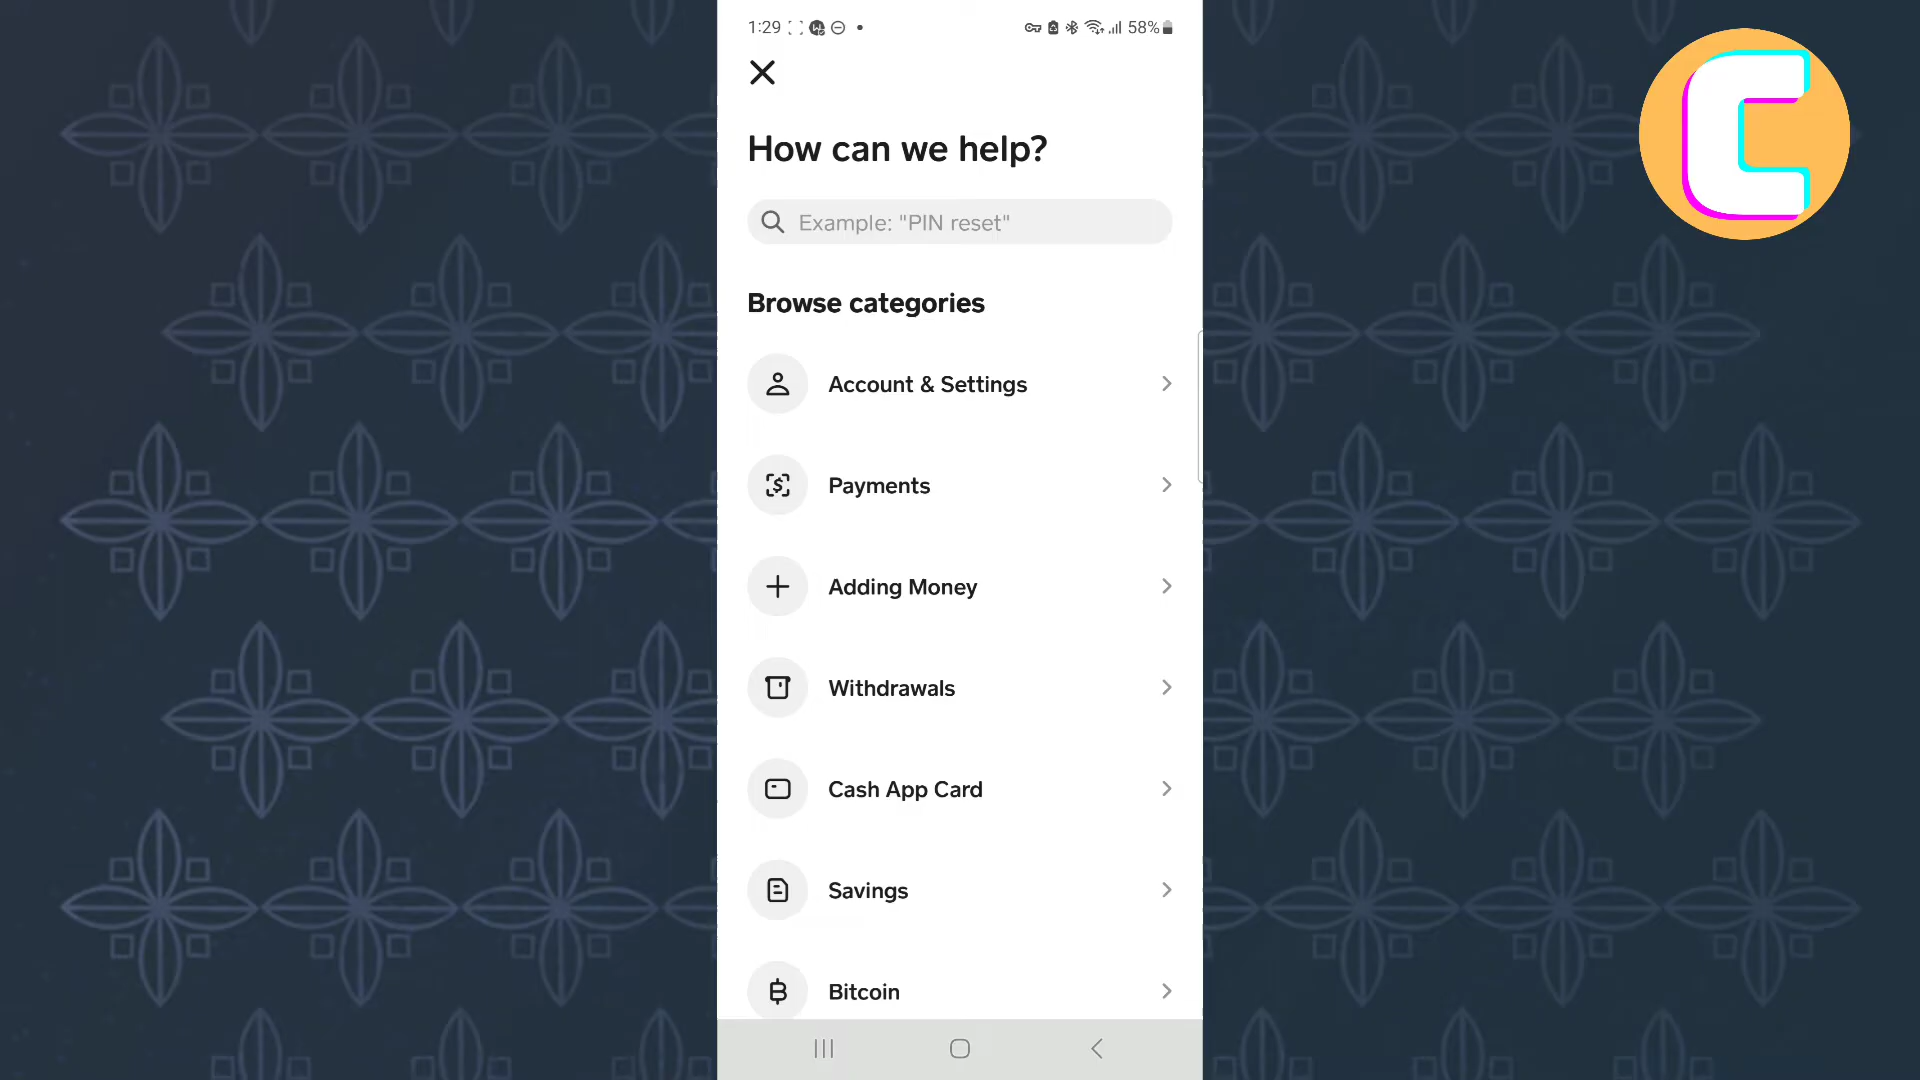 1:29
58%
How can we help?
Example: "PIN reset"
Browse categories
Account & Settings
Payments
Adding Money
Withdrawals
Cash App Card
Savings
Bitcoin
C